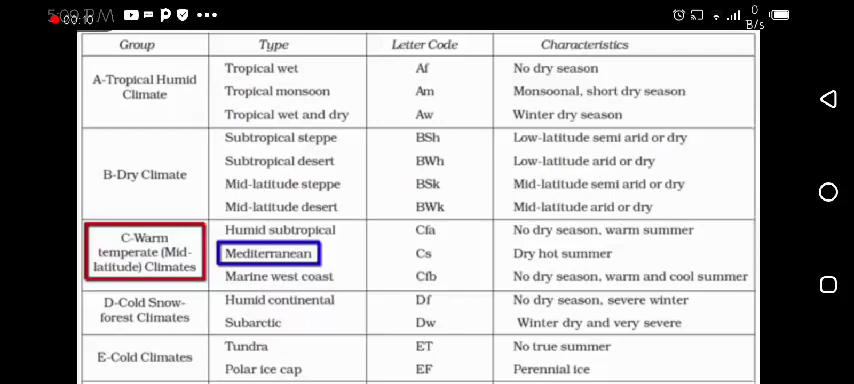 5:09 PM
00:10
0 B/s
Group Type Letter Code Characteristics
A-Tropical Humid Climate
Tropical wet Af No dry season
Tropical monsoon Am Monsoonal, short dry season
Tropical wet and dry Aw Winter dry season
B-Dry Climate
Subtropical steppe BSh Low-latitude semi arid or dry
Subtropical desert BWh Low-latitude arid or dry
Mid-latitude steppe BSk Mid-latitude semi arid or dry
Mid-latitude desert BWk Mid-latitude arid or dry
C-Warm temperate (Mid-latitude) Climates
Humid subtropical Cfa No dry season, warm summer
Mediterranean Cs Dry hot summer
Marine west coast Cfb No dry season, warm and cool summer
D-Cold Snow-forest Climates
Humid continental Df No dry season, severe winter
Subarctic Dw Winter dry and very severe
E-Cold Climates
Tundra ET No true summer
Polar ice cap EF Perennial ice